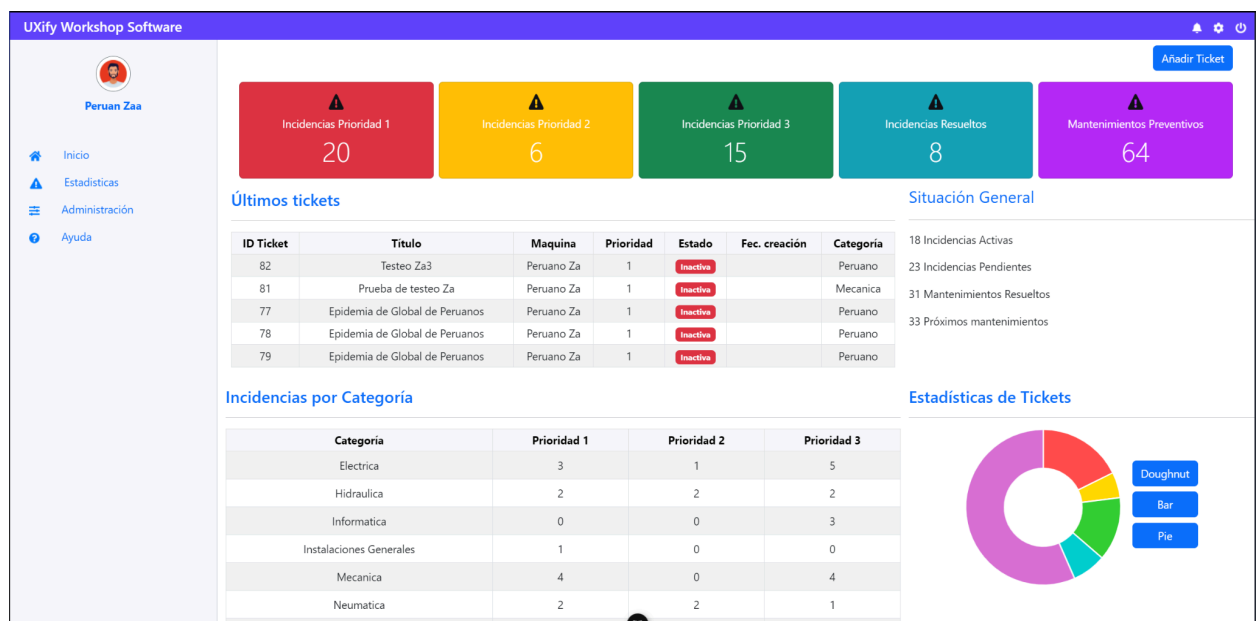 UXify Workshop Software
Peruan Zaa
Inicio
Estadisticas
Administración
Ayuda
Añadir Ticket
Incidencias Prioridad 1
20
Incidencias Prioridad 2
6
Incidencias Prioridad 3
15
Incidencias Resueltos
8
Mantenimientos Preventivos
64
Últimos tickets
ID Ticket Título Maquina Prioridad Estado Fec. creación Categoría
82 Testeo Za3 Peruano Za 1 Inactiva Peruano
81 Prueba de testeo Za Peruano Za 1 Inactiva Mecanica
77 Epidemia de Global de Peruanos Peruano Za 1 Inactiva Peruano
78 Epidemia de Global de Peruanos Peruano Za 1 Inactiva Peruano
79 Epidemia de Global de Peruanos Peruano Za 1 Inactiva Peruano
Situación General
18 Incidencias Activas
23 Incidencias Pendientes
31 Mantenimientos Resueltos
33 Próximos mantenimientos
Incidencias por Categoría
Categoría Prioridad 1 Prioridad 2 Prioridad 3
Electrica 3 1 5
Hidraulica 2 2 2
Informatica 0 0 3
Instalaciones Generales 1 0 0
Mecanica 4 0 4
Neumatica 2 2 1
Estadísticas de Tickets
Doughnut
Bar
Pie